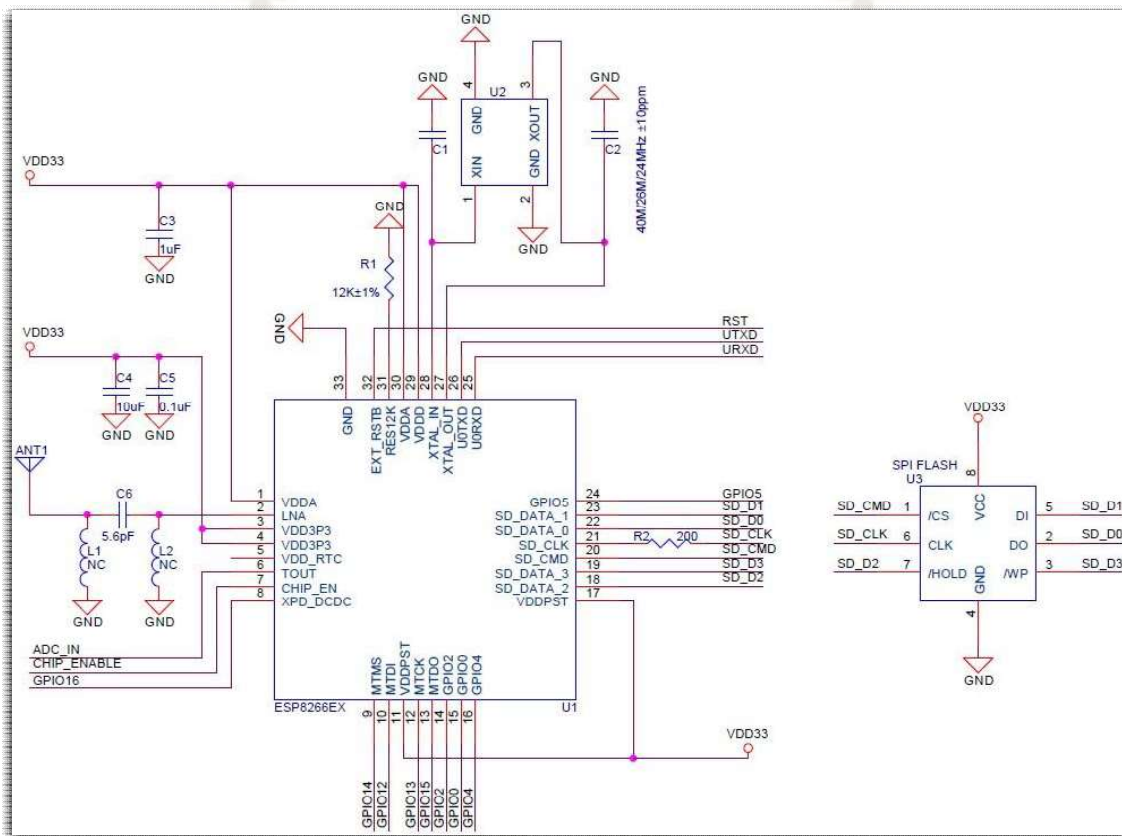 GND
4
3
U2
GND
XOUT
XIN
GND
1
2
GND
GND
C1
GND
C2
40M/26M/24MHz ±10ppm
VDD33
C3
1uF
GND
GND
R1
12K±1%
GND
RST
UTXD
URXD
VDD33
C4
10uF
GND
C5
0.1uF
GND
ANT1
C6
5.6pF
L1
NC
GND
L2
NC
GND
33
32
31
30
29
28
27
26
25
GND
EXT_RSTB
RES12K
VDDA
VDDD
XTAL_IN
XTAL_OUT
U0TXD
U0RXD
1 VDDA
2 LNA
3 VDD3P3
4 VDD3P3
5 VDD_RTC
6 TOUT
7 CHIP_EN
8 XPD_DCDC
ADC_IN
CHIP_ENABLE
GPIO16
GPIO5 24 GPIO5
SD_DATA_1 23 SD_D1
SD_DATA_0 22 SD_D0
SD_CLK 21 R2 200 SD_CLK
SD_CMD 20 SD_CMD
SD_DATA_3 19 SD_D3
SD_DATA_2 18 SD_D2
VDDPST 17
MTMS
MTDI
VDDPST
MTCK
MTDO
GPIO2
GPIO0
GPIO4
ESP8266EX
U1
9
10
11
12
13
14
15
16
GPIO14
GPIO12
GPIO13
GPIO15
GPIO2
GPIO0
GPIO4
VDD33
VDD33
SPI FLASH
U3
8
VCC
SD_CMD 1 /CS
SD_CLK 6 CLK
SD_D2 7 /HOLD
DI 5 SD_D1
DO 2 SD_D0
/WP 3 SD_D3
GND
4
GND